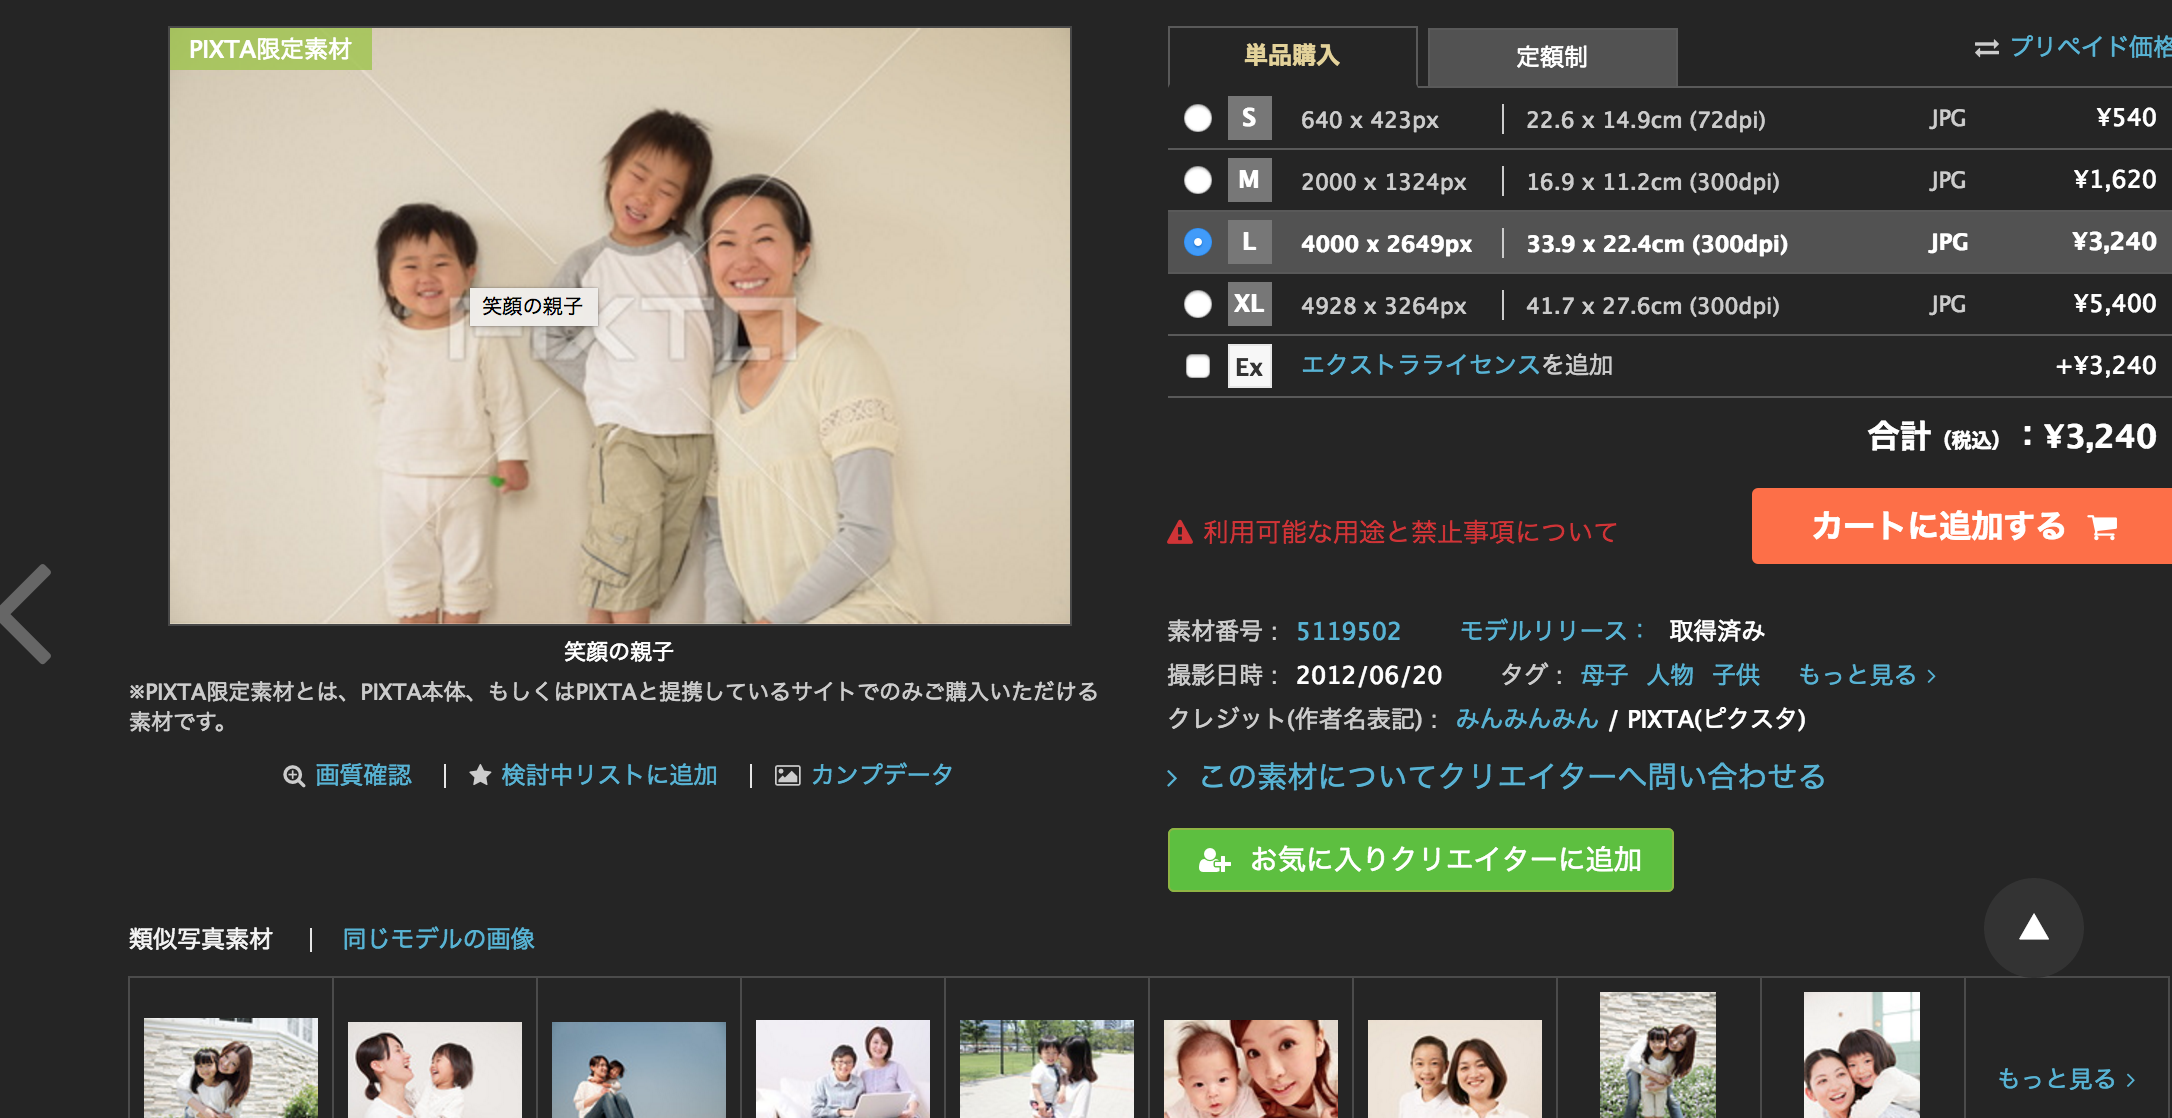 PIXTA限定素材
笑顔の親子
PIXTA
笑顔の親子
※PIXTA限定素材とは、PIXTA本体、もしくはPIXTAと提携しているサイトでのみご購入いただける
素材です。
画質確認 | 検討中リストに追加 | カンプデータ
単品購入 定額制 プリペイド価格
S 640 x 423px | 22.6 x 14.9cm (72dpi) JPG ¥540
M 2000 x 1324px | 16.9 x 11.2cm (300dpi) JPG ¥1,620
L 4000 x 2649px | 33.9 x 22.4cm (300dpi) JPG ¥3,240
XL 4928 x 3264px | 41.7 x 27.6cm (300dpi) JPG ¥5,400
Ex エクストラライセンスを追加 +¥3,240
合計 (税込) : ¥3,240
利用可能な用途と禁止事項について
カートに追加する
素材番号: 5119502 モデルリリース: 取得済み
撮影日時: 2012/06/20 タグ: 母子 人物 子供 もっと見る ›
クレジット(作者名表記): みんみんみん / PIXTA(ピクスタ)
› この素材についてクリエイターへ問い合わせる
お気に入りクリエイターに追加
類似写真素材 | 同じモデルの画像
もっと見る ›